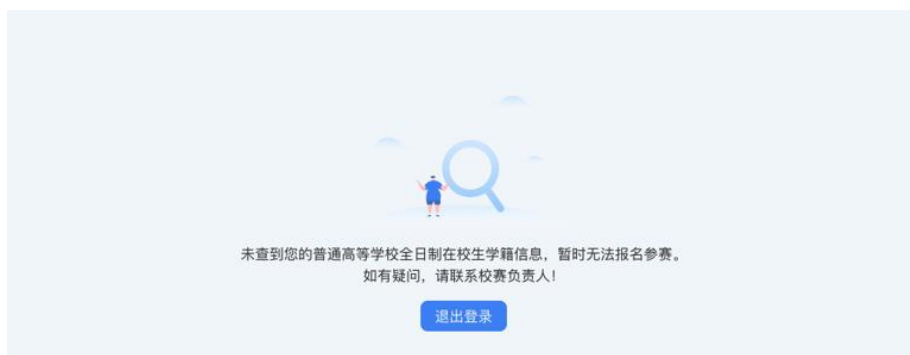 未查到您的普通高等学校全日制在校生学籍信息，暂时无法报名参赛。
如有疑问，请联系校赛负责人！
退出登录